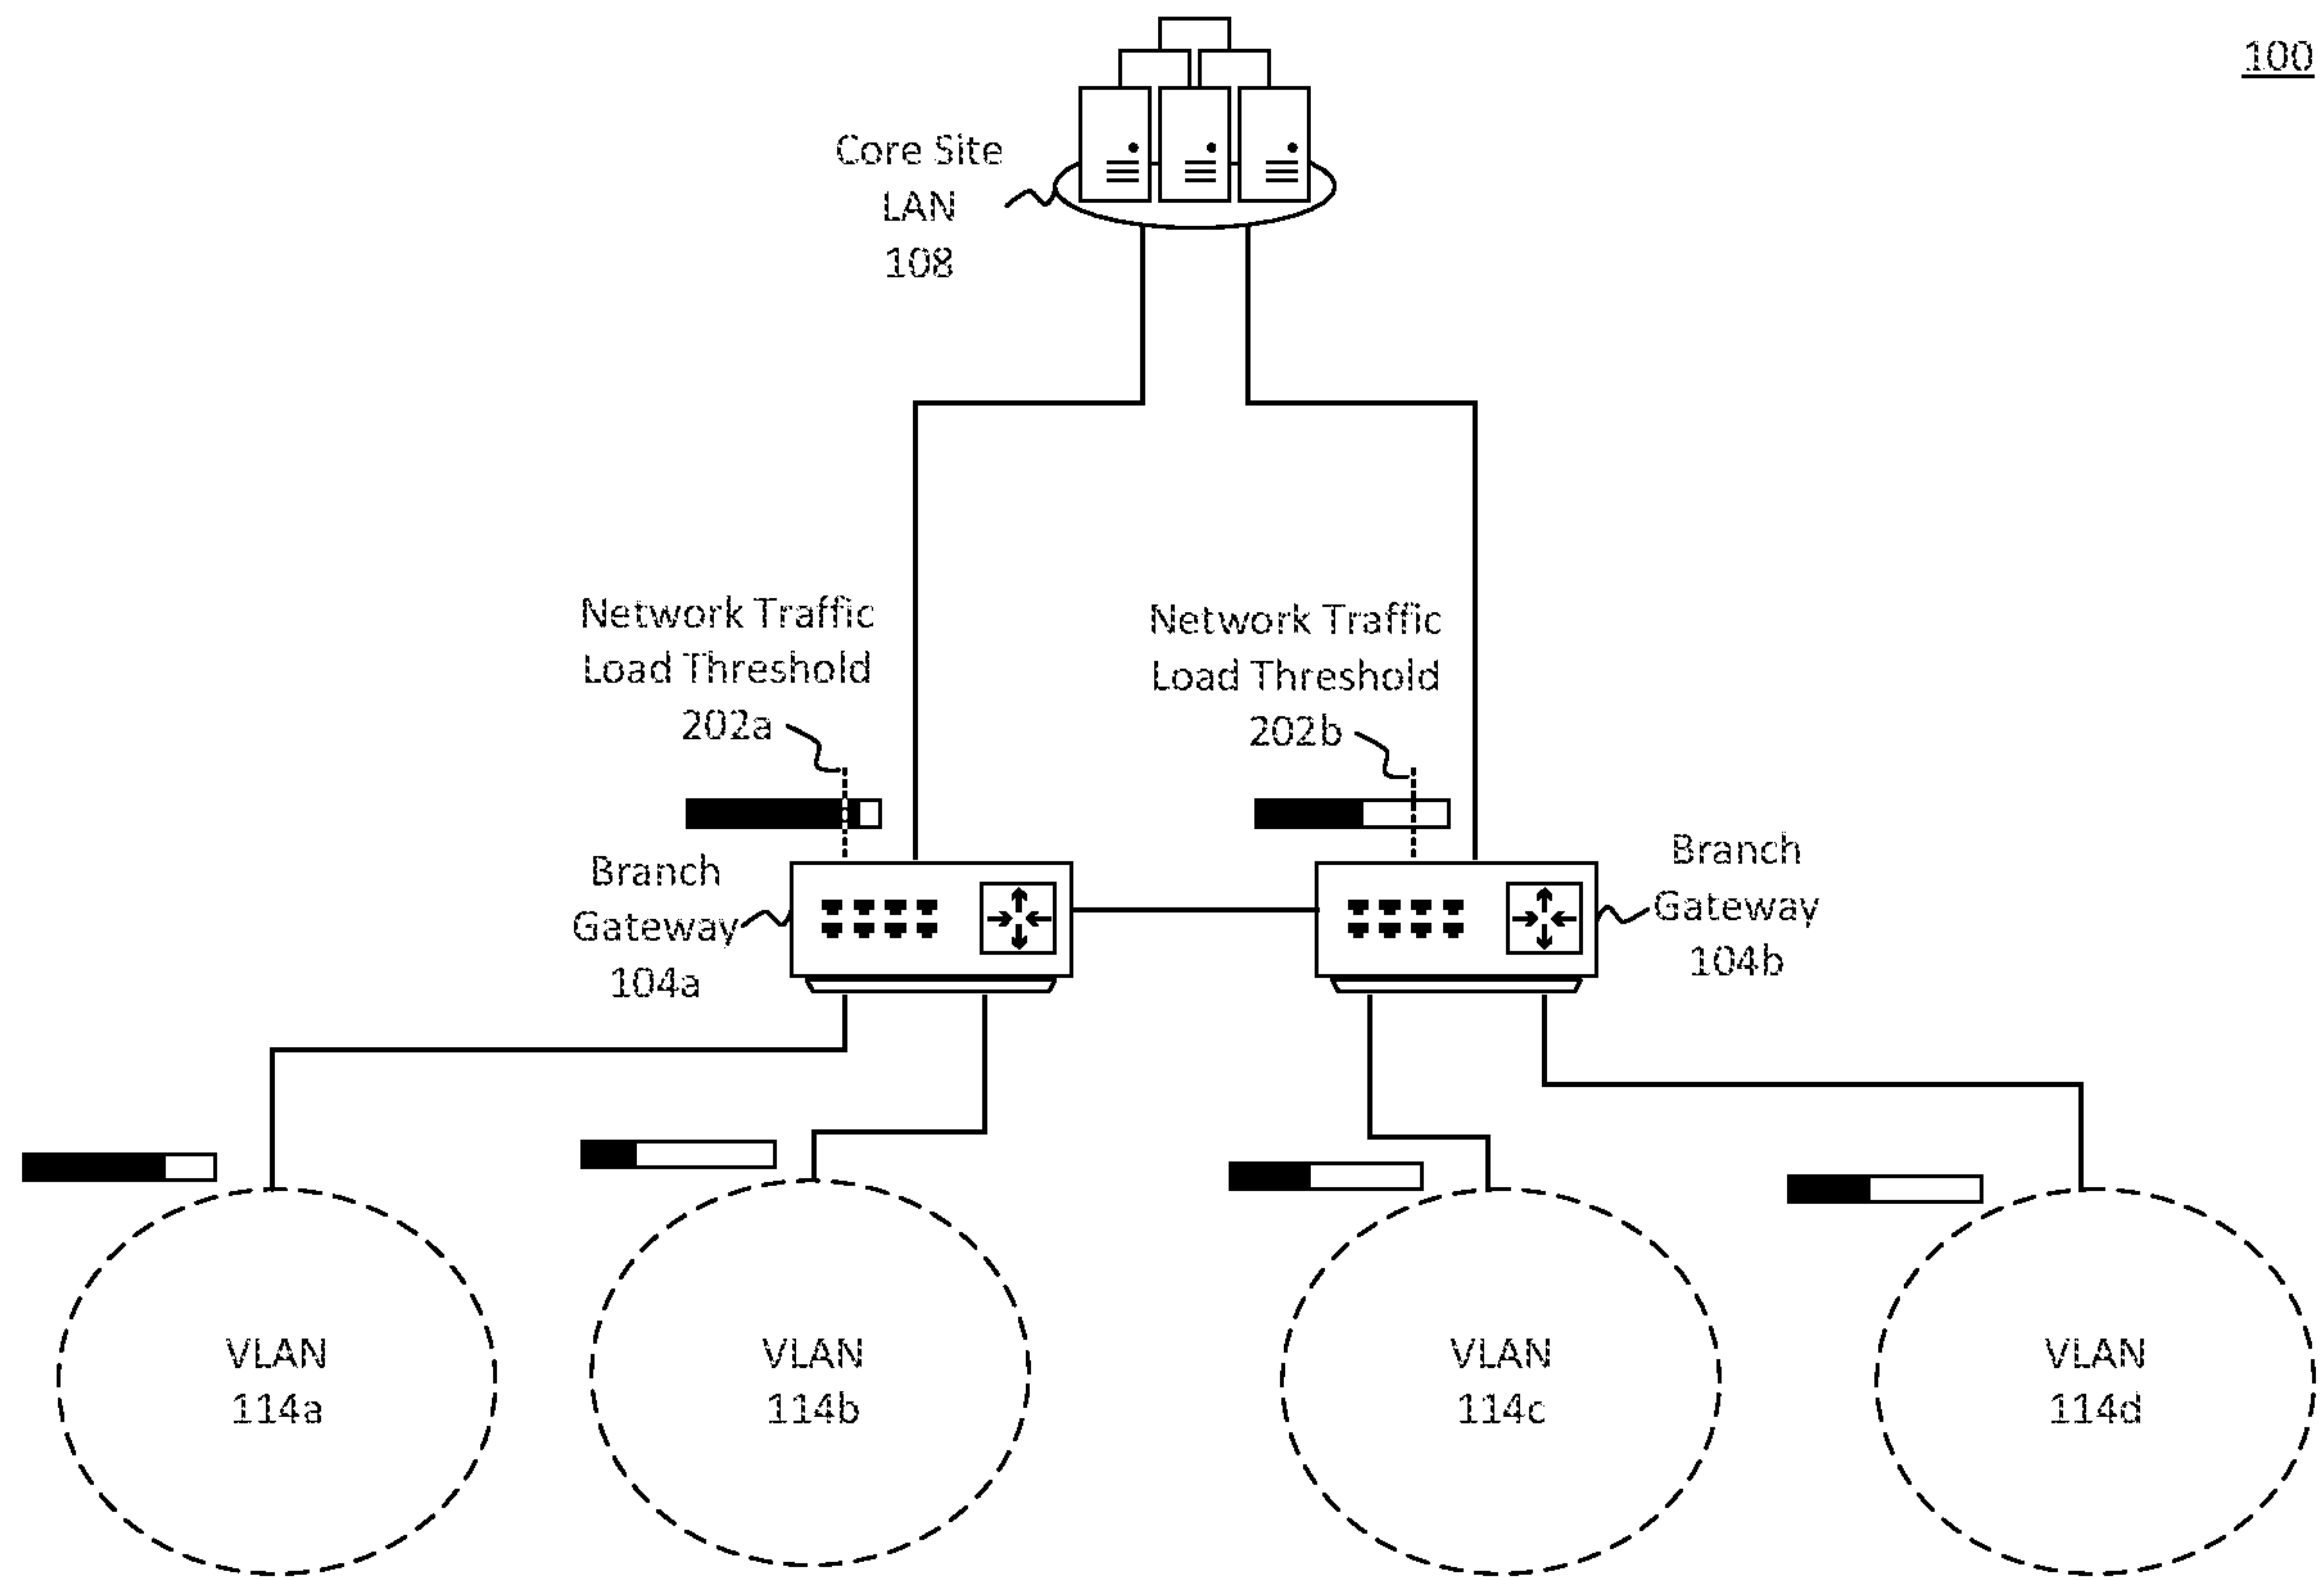 100
Core Site
LAN
108
Network Traffic
Load Threshold
202a
Network Traffic
Load Threshold
202b
Branch
Gateway
104a
Branch
Gateway
104b
VLAN
114a
VLAN
114b
VLAN
114c
VLAN
114d